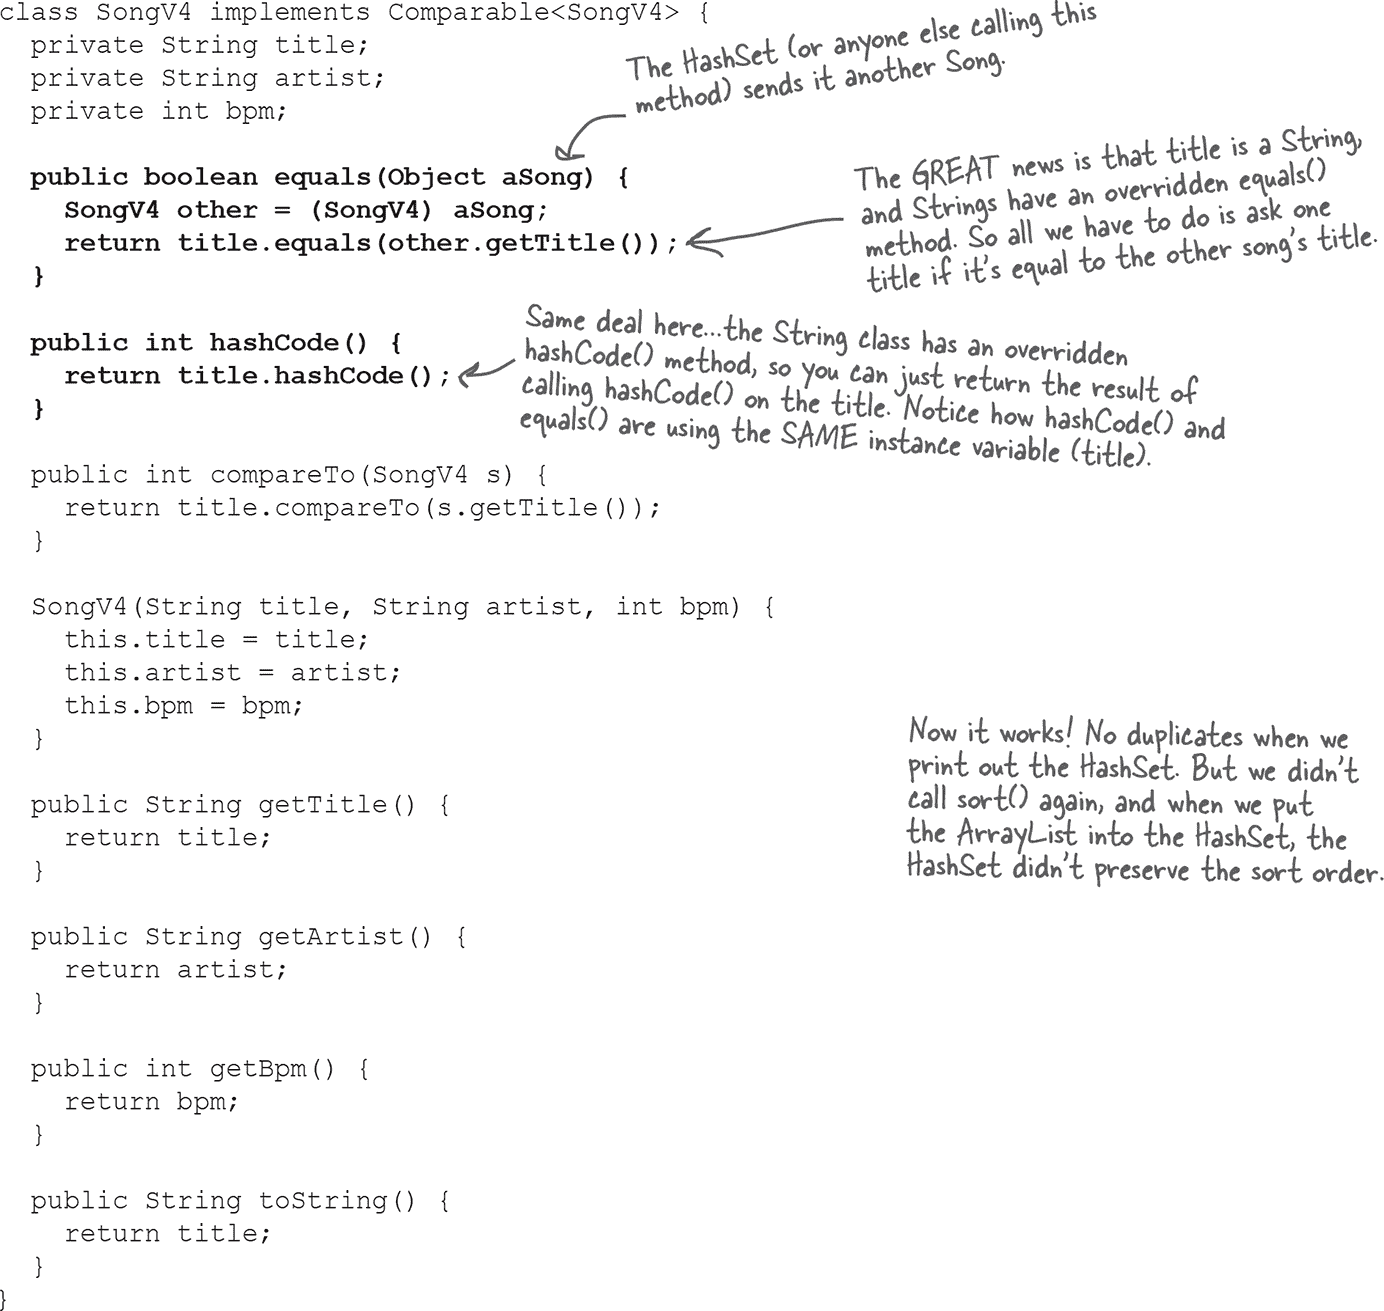 class SongV4 implements Comparable<SongV4> {
private String title;
private String artist;
private int bpm;
The HashSet (or anyone else calling this
method) sends it another Song.
public boolean equals(Object aSong) {
SongV4 other = (SongV4) aSong;
return title.equals(other.getTitle());
}
The GREAT news is that title is a String,
and Strings have an overridden equals()
method. So all we have to do is ask one
title if it's equal to the other song's title.
public int hashCode() {
return title.hashCode();
}
Same deal here...the String class has an overridden
hashCode() method, so you can just return the result of
calling hashCode() on the title. Notice how hashCode() and
equals() are using the SAME instance variable (title).
public int compareTo(SongV4 s) {
return title.compareTo(s.getTitle());
}
SongV4(String title, String artist, int bpm) {
this.title = title;
this.artist = artist;
this.bpm = bpm;
}
Now it works! No duplicates when we
print out the HashSet. But we didn't
call sort() again, and when we put
the ArrayList into the HashSet, the
HashSet didn't preserve the sort order.
public String getTitle() {
return title;
}
public String getArtist() {
return artist;
}
public int getBpm() {
return bpm;
}
public String toString() {
return title;
}
}